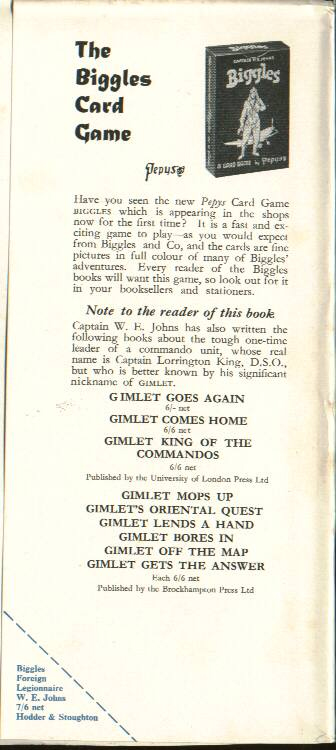 The
Biggles
Card
Game
CAPTAIN W.E. JOHNS
Biggles
A CARD GAME by Pepys
Pepys
Have you seen the new Pepys Card Game
BIGGLES which is appearing in the shops
now for the first time? It is a fast and ex-
citing game to play—as you would expect
from Biggles and Co, and the cards are fine
pictures in full colour of many of Biggles'
adventures. Every reader of the Biggles
books will want this game, so look out for it
in your booksellers and stationers.
Note to the reader of this book
Captain W. E. Johns has also written the
following books about the tough one-time
leader of a commando unit, whose real
name is Captain Lorrington King, D.S.O.,
but who is better known by his significant
nickname of GIMLET.
GIMLET GOES AGAIN
6/- net
GIMLET COMES HOME
6/6 net
GIMLET KING OF THE
COMMANDOS
6/6 net
Published by the University of London Press Ltd
GIMLET MOPS UP
GIMLET'S ORIENTAL QUEST
GIMLET LENDS A HAND
GIMLET BORES IN
GIMLET OFF THE MAP
GIMLET GETS THE ANSWER
Each 6/6 net
Published by the Brockhampton Press Ltd
Biggles
Foreign
Legionnaire
W. E. Johns
7/6 net
Hodder & Stoughton